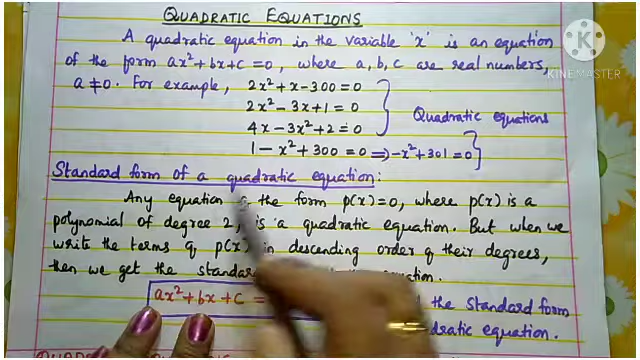 QUADRATIC EQUATIONS
A quadratic equation in the variable 'x' is an equation
of the form ax²+bx+c=0, where a, b, c are real numbers,
a≠0. For example, 2x²+x-300=0
2x²-3x+1=0
4x-3x²+2=0
Quadratic equations
1-x²+300=0 ⇒ -x²+301=0
Standard form of a quadratic equation:
Any equation the form p(x)=0, where p(x) is a
polynomial of degree 2, is a quadratic equation. But when we
write the terms of p(x) in descending order of their degrees,
then we get the equation.
ax²+bx+c = the standard form
equation.
KINEMASTER